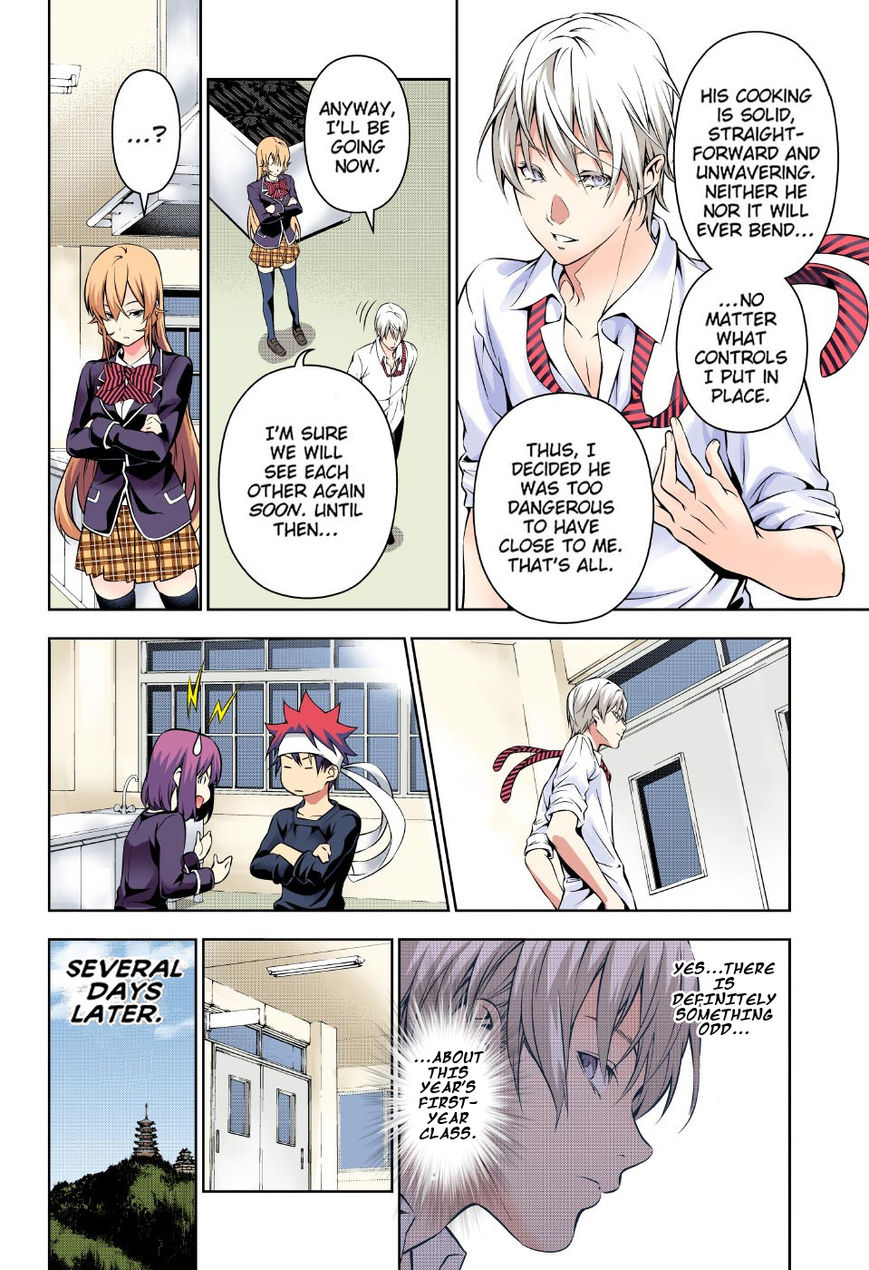 HIS COOKING
IS SOLID,
STRAIGHT-
FORWARD AND
UNWAVERING.
NEITHER HE
NOR IT WILL
EVER BEND...
...NO
MATTER
WHAT
CONTROLS
I PUT IN
PLACE.
THUS, I
DECIDED HE
WAS TOO
DANGEROUS
TO HAVE
CLOSE TO ME.
THAT'S ALL.
ANYWAY,
I'LL BE
GOING
NOW.
I'M SURE
WE WILL
SEE EACH
OTHER AGAIN
SOON. UNTIL
THEN...
...?
YES...THERE
IS
DEFINITELY
SOMETHING
ODD...
...ABOUT
THIS
YEAR'S
FIRST-
YEAR
CLASS.
SEVERAL
DAYS
LATER.